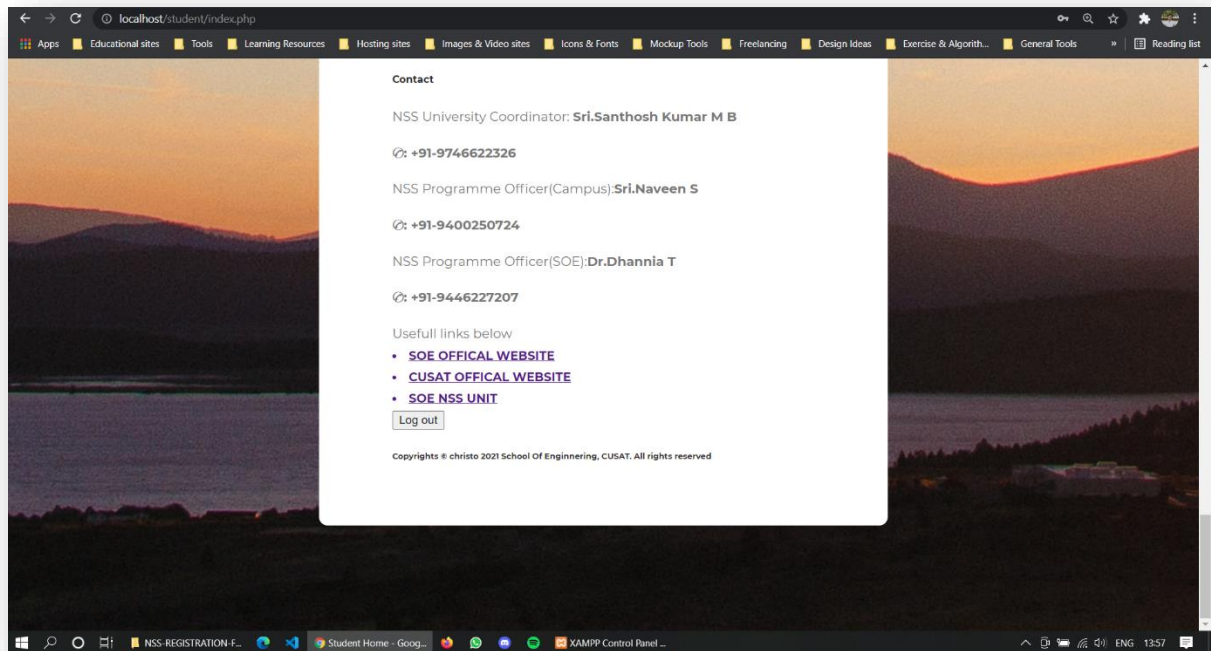 localhost/student/index.php
Apps Educational sites Tools Learning Resources Hosting sites Images & Video sites Icons & Fonts Mockup Tools Freelancing Design Ideas Exercise & Algorith... General Tools » Reading list
Contact
NSS University Coordinator: Sri.Santhosh Kumar M B
✆: +91-9746622326
NSS Programme Officer(Campus):Sri.Naveen S
✆: +91-9400250724
NSS Programme Officer(SOE):Dr.Dhannia T
✆: +91-9446227207
Usefull links below
• SOE OFFICAL WEBSITE
• CUSAT OFFICAL WEBSITE
• SOE NSS UNIT
Log out
Copyrights © christo 2021 School Of Enginnering, CUSAT. All rights reserved
NSS-REGISTRATION-F... Student Home - Goog... XAMPP Control Panel ... ENG 13:57